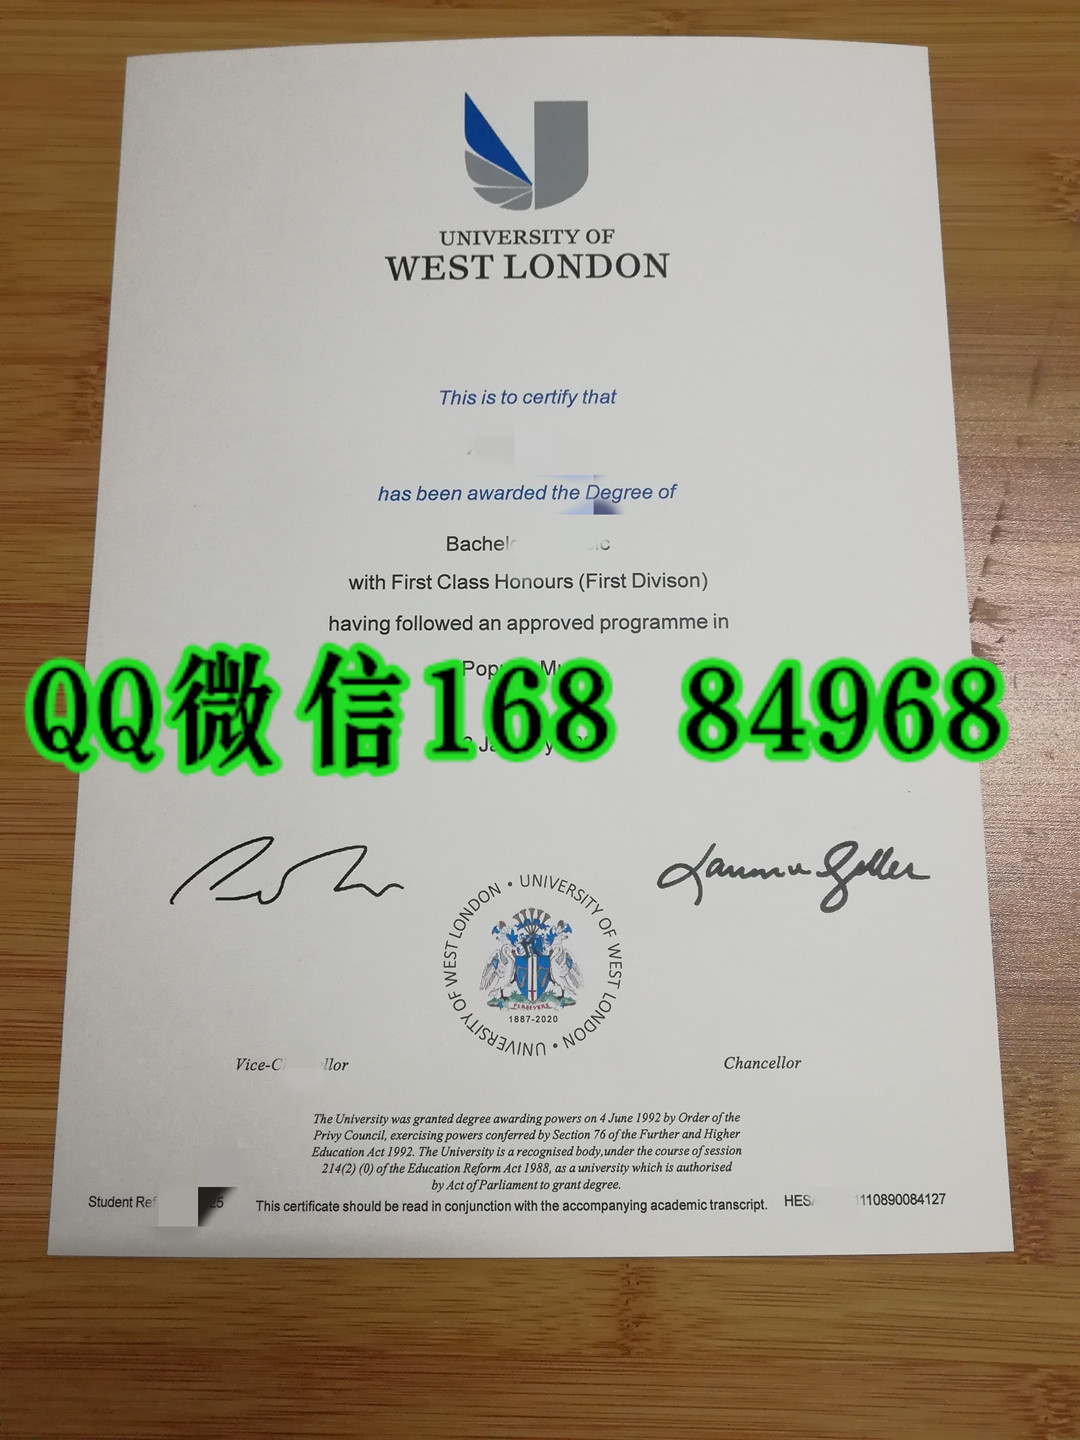 UNIVERSITY OF
WEST LONDON
This is to certify that
has been awarded the Degree of
with First Class Honours (First Divison)
having followed an approved programme in
QQ微信168 84968
UNIVERSITY OF WEST LONDON • UNIVERSITY OF WEST LONDON •
PERSEVERE
1887-2020
Chancellor
The University was granted degree awarding powers on 4 June 1992 by Order of the
Privy Council, exercising powers conferred by Section 76 of the Further and Higher
Education Act 1992. The University is a recognised body,under the course of session
214(2) (0) of the Education Reform Act 1988, as a university which is authorised
by Act of Parliament to grant degree.
Student Ref
This certificate should be read in conjunction with the accompanying academic transcript.